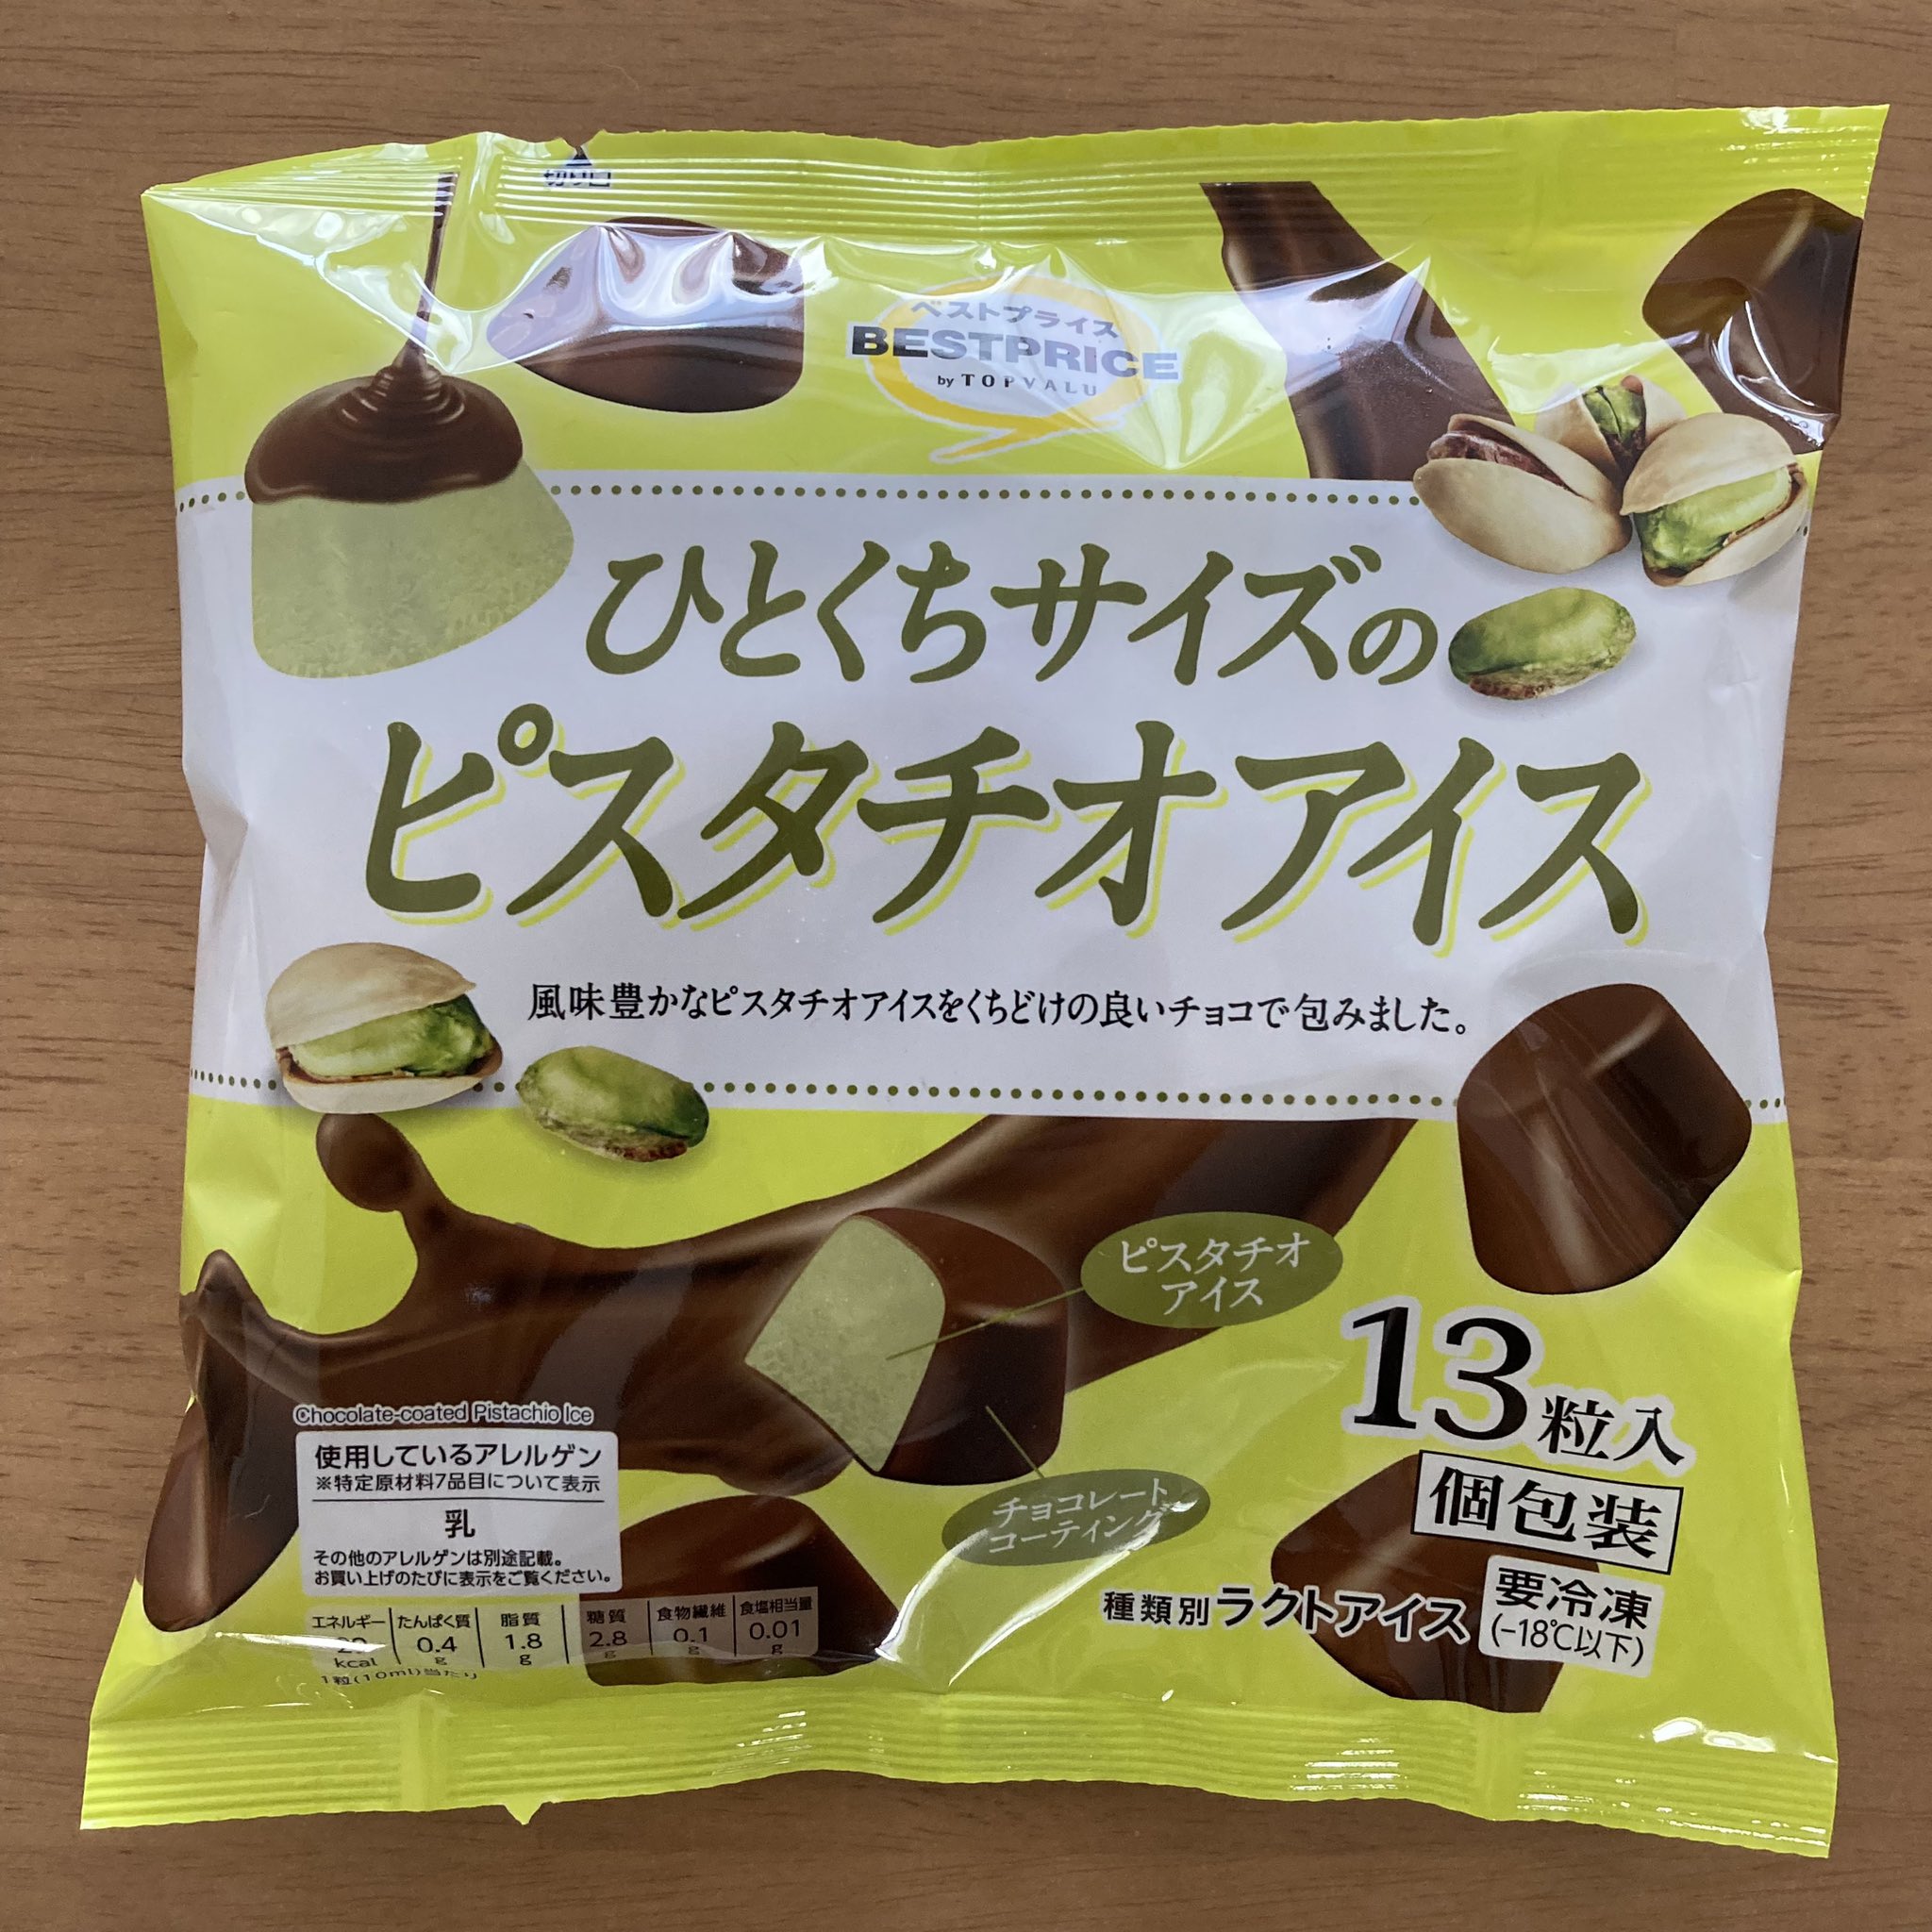 切り口
ベストプライス
BESTPRICE
by TOPVALU
ひとくちサイズの
ピスタチオアイス
風味豊かなピスタチオアイスをくちどけの良いチョコで包みました。
ピスタチオ
アイス
チョコレート
コーティング
13粒入
個包装
種類別ラクトアイス
要冷凍
(-18℃以下)
Chocolate-coated Pistachio Ice
使用しているアレルゲン
※特定原材料7品目について表示
乳
その他のアレルゲンは別途記載。
お買い上げのたびに表示をご覧ください。
エネルギー たんぱく質 脂質 糖質 食物繊維 食塩相当量
0.4 1.8 2.8 0.1 0.01
kcal g g g g g
1粒(10ml)当たり